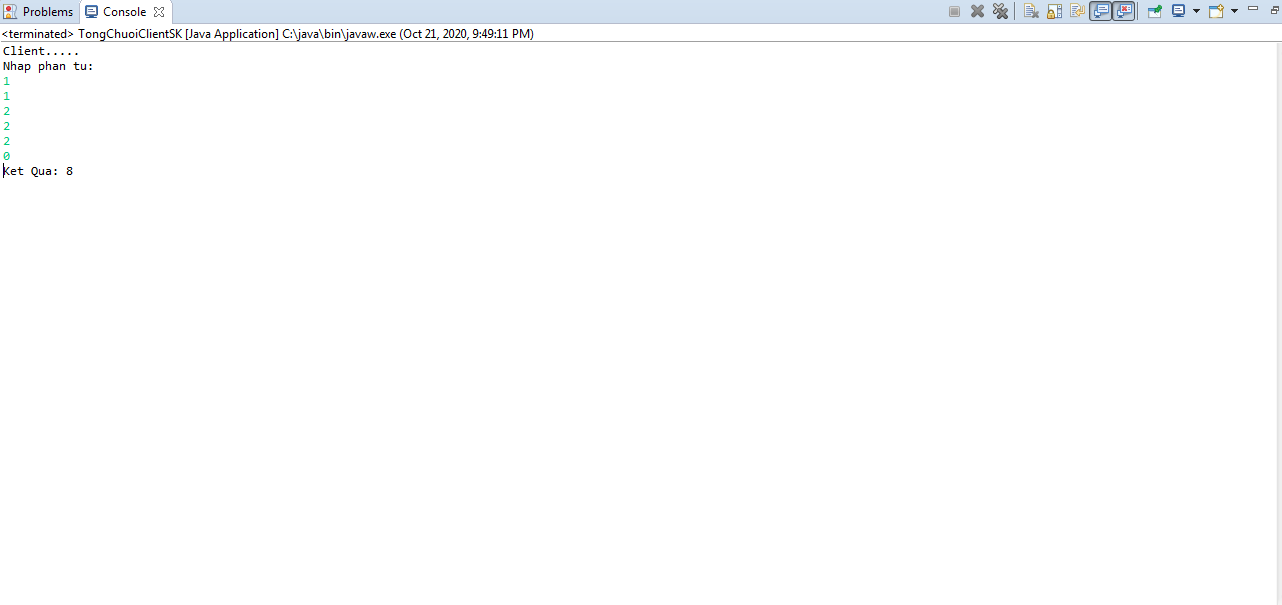 Problems Console
<terminated> TongChuoiClientSK [Java Application] C:\java\bin\javaw.exe (Oct 21, 2020, 9:49:11 PM)
Client.....
Nhap phan tu:
1
1
2
2
2
0
Ket Qua: 8